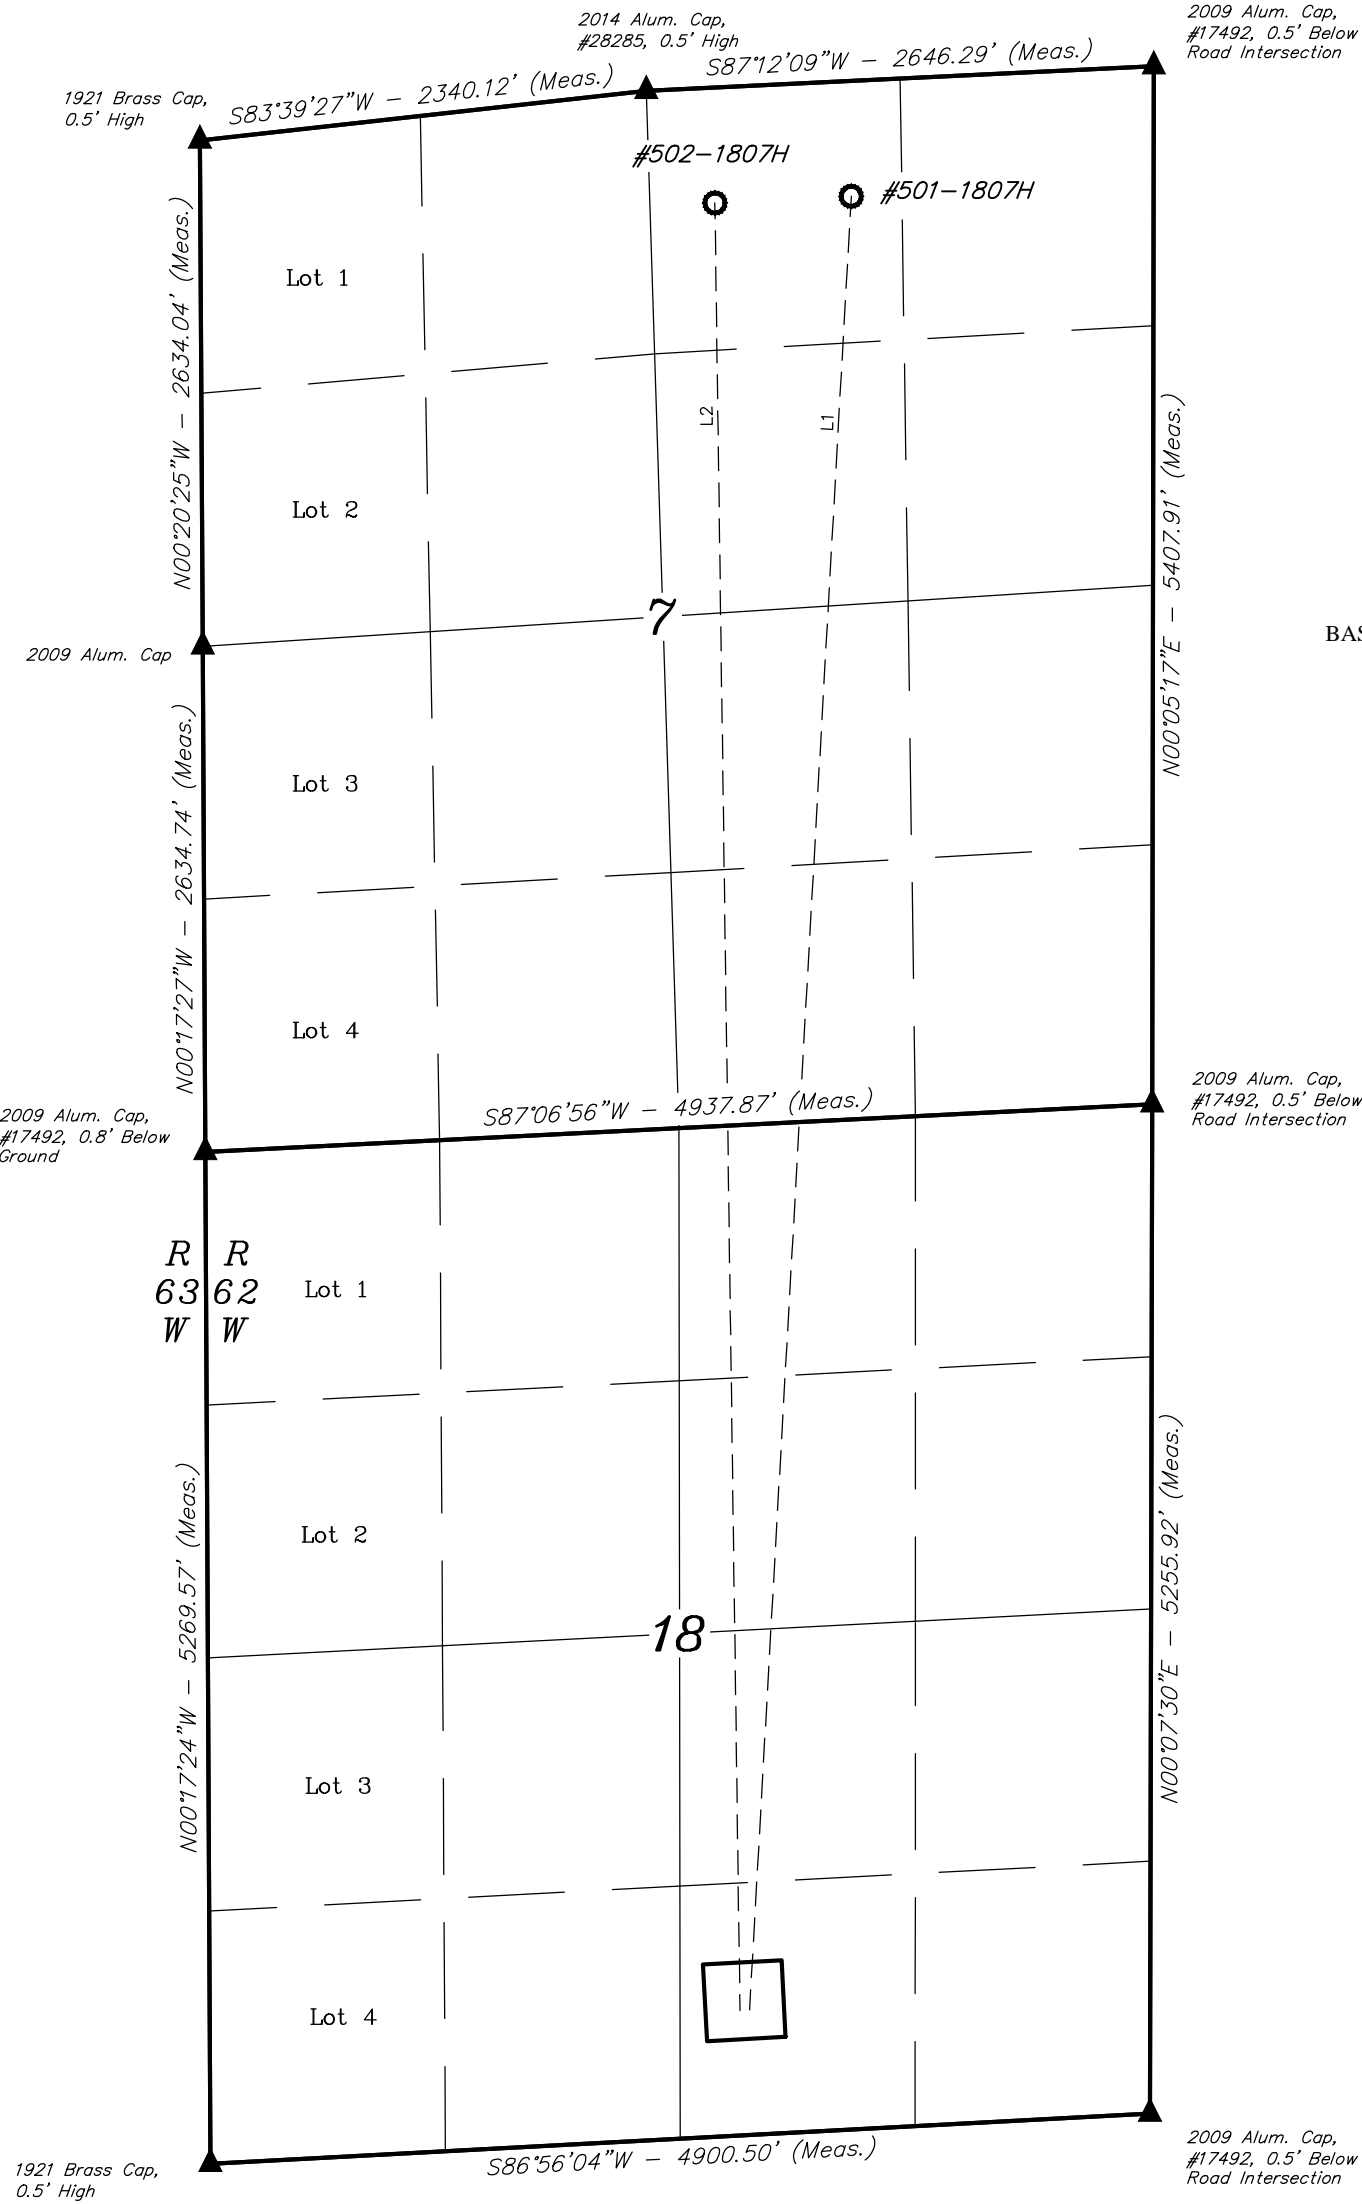 2009 Alum. Cap,
#17492, 0.5' Below
Road Intersection
2014 Alum. Cap,
#28285, 0.5' High
S87°12'09"W - 2646.29' (Meas.)
1921 Brass Cap,
0.5' High
S83°39'27"W - 2340.12' (Meas.)
#502-1807H
#501-1807H
N00°20'25"W - 2634.04' (Meas.)
Lot 1
L2
L1
N00°05'17"E - 5407.91' (Meas.)
Lot 2
7
BAS
2009 Alum. Cap
N00°17'27"W - 2634.74' (Meas.)
Lot 3
Lot 4
2009 Alum. Cap,
#17492, 0.5' Below
Road Intersection
S87°06'56"W - 4937.87' (Meas.)
2009 Alum. Cap,
#17492, 0.8' Below
Ground
R R
63 62
W W
Lot 1
N00°17'24"W - 5269.57' (Meas.)
N00°07'30"E - 5255.92' (Meas.)
Lot 2
18
Lot 3
Lot 4
S86°56'04"W - 4900.50' (Meas.)
2009 Alum. Cap,
#17492, 0.5' Below
Road Intersection
1921 Brass Cap,
0.5' High